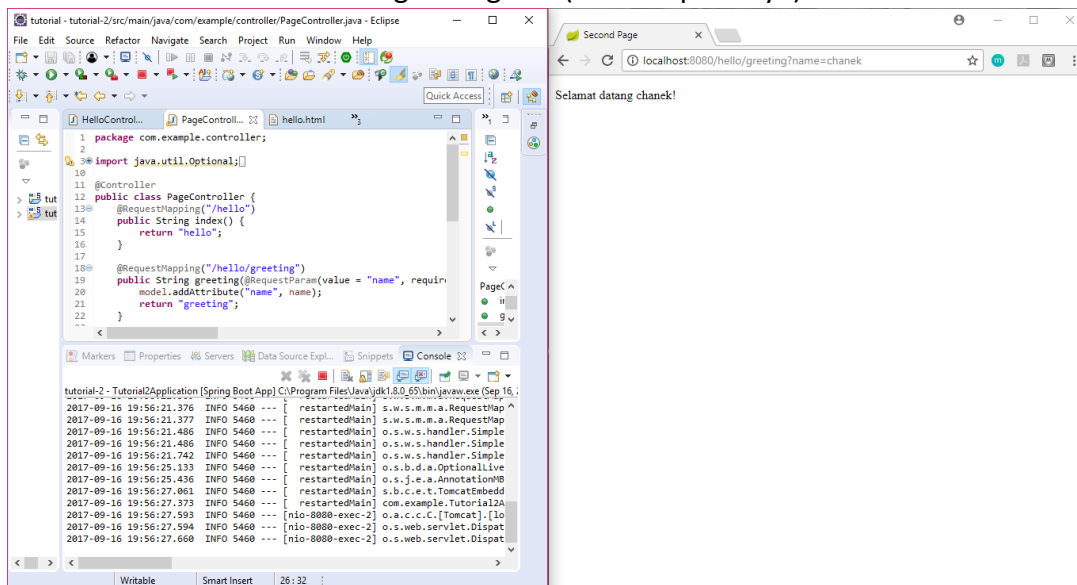 tutorial - tutorial-2/src/main/java/com/example/controller/PageController.java - Eclipse
File Edit Source Refactor Navigate Search Project Run Window Help
Quick Access
HelloControl... PageControll... hello.html »3 »1
1 package com.example.controller;
2
3 import java.util.Optional;
10
11 @Controller
12 public class PageController {
13 @RequestMapping("/hello")
14 public String index() {
15 return "hello";
16 }
17
18 @RequestMapping("/hello/greeting")
19 public String greeting(@RequestParam(value = "name", require
20 model.addAttribute("name", name);
21 return "greeting";
22 }
tut
tut
PageC
Markers Properties Servers Data Source Expl... Snippets Console
tutorial-2 - Tutorial2Application [Spring Boot App] C:\Program Files\Java\jdk1.8.0_65\bin\javaw.exe (Sep 16,
2017-09-16 19:56:21.376 INFO 5460 --- [ restartedMain] s.w.s.m.m.a.RequestMap
2017-09-16 19:56:21.377 INFO 5460 --- [ restartedMain] s.w.s.m.m.a.RequestMap
2017-09-16 19:56:21.486 INFO 5460 --- [ restartedMain] o.s.w.s.handler.Simple
2017-09-16 19:56:21.486 INFO 5460 --- [ restartedMain] o.s.w.s.handler.Simple
2017-09-16 19:56:21.742 INFO 5460 --- [ restartedMain] o.s.w.s.handler.Simple
2017-09-16 19:56:25.133 INFO 5460 --- [ restartedMain] o.s.b.d.a.OptionalLive
2017-09-16 19:56:25.436 INFO 5460 --- [ restartedMain] o.s.j.e.a.AnnotationMB
2017-09-16 19:56:27.061 INFO 5460 --- [ restartedMain] s.b.c.e.t.TomcatEmbedd
2017-09-16 19:56:27.373 INFO 5460 --- [ restartedMain] com.example.Tutorial2A
2017-09-16 19:56:27.593 INFO 5460 --- [nio-8080-exec-2] o.a.c.c.C.[Tomcat].[lo
2017-09-16 19:56:27.594 INFO 5460 --- [nio-8080-exec-2] o.s.web.servlet.Dispat
2017-09-16 19:56:27.660 INFO 5460 --- [nio-8080-exec-2] o.s.web.servlet.Dispat
Writable Smart Insert 26 : 32
Second Page
localhost:8080/hello/greeting?name=chanek
Selamat datang chanek!